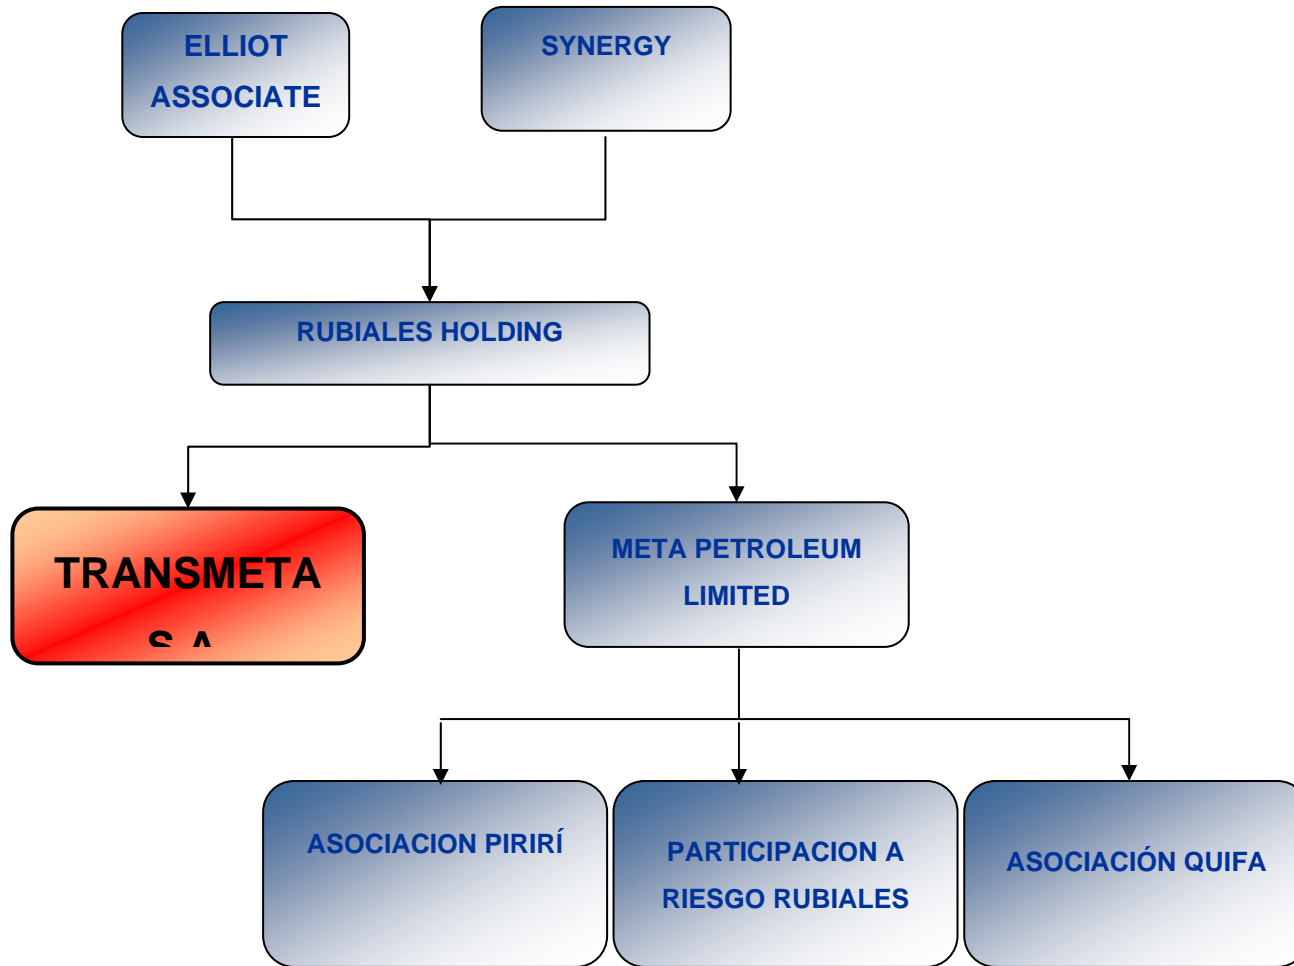 ELLIOT
ASSOCIATE
SYNERGY
RUBIALES HOLDING
TRANSMETA
S.A.
META PETROLEUM
LIMITED
ASOCIACION PIRIRÍ
PARTICIPACION A
RIESGO RUBIALES
ASOCIACIÓN QUIFA